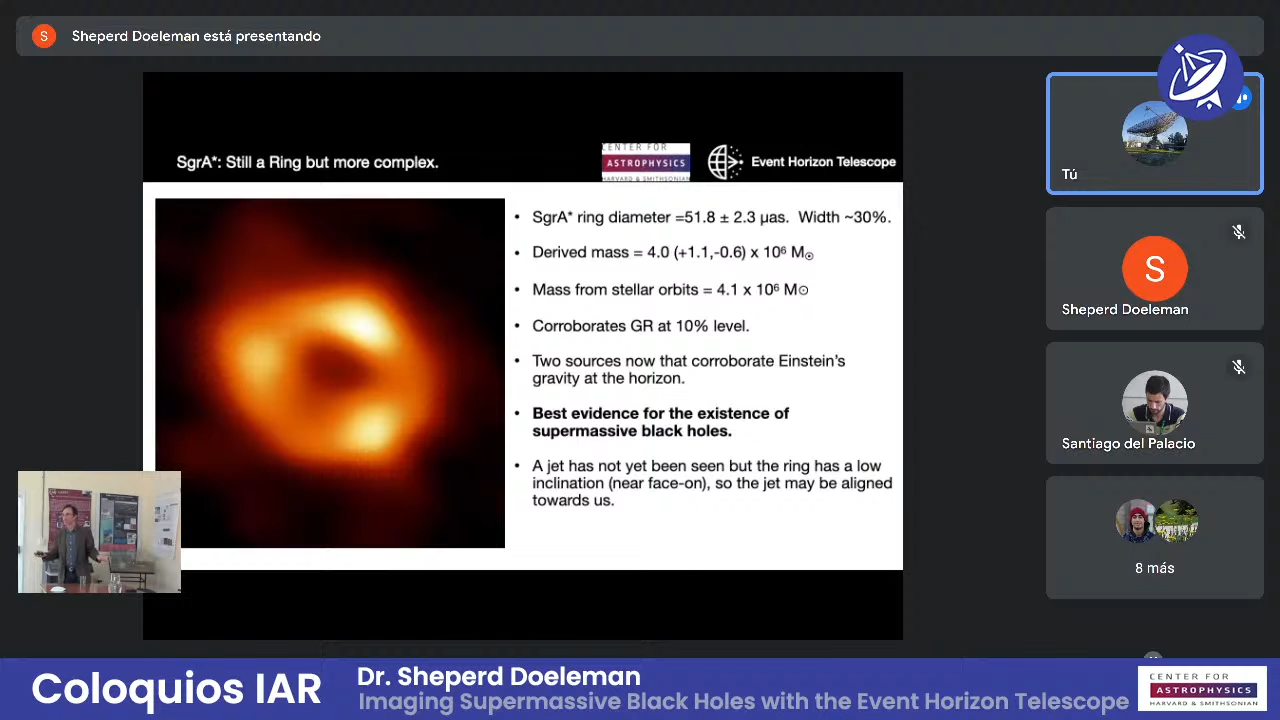 S
Sheperd Doeleman está presentando
SgrA*: Still a Ring but more complex.
CENTER FOR
ASTROPHYSICS
HARVARD & SMITHSONIAN
Event Horizon Telescope
• SgrA* ring diameter =51.8 ± 2.3 µas. Width ~30%.
• Derived mass = 4.0 (+1.1,-0.6) x 10⁶ M☉
• Mass from stellar orbits = 4.1 x 10⁶ M⊙
• Corroborates GR at 10% level.
• Two sources now that corroborate Einstein's
gravity at the horizon.
• Best evidence for the existence of
supermassive black holes.
• A jet has not yet been seen but the ring has a low
inclination (near face-on), so the jet may be aligned
towards us.
Tú
S
Sheperd Doeleman
Santiago del Palacio
8 más
Coloquios IAR
Dr. Sheperd Doeleman
Imaging Supermassive Black Holes with the Event Horizon Telescope
CENTER FOR
ASTROPHYSICS
HARVARD & SMITHSONIAN